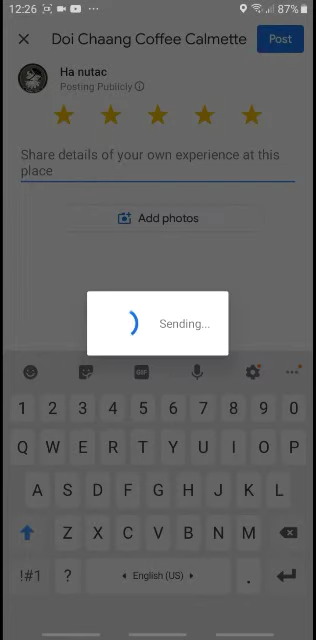 12:26 87%
Doi Chaang Coffee Calmette Post
Ha nutac
Posting Publicly
Share details of your own experience at this
place
Add photos
Sending...
GIF
1 2 3 4 5 6 7 8 9 0
Q W E R T Y U I O P
A S D F G H J K L
Z X C V B N M
!#1 ? English (US) .